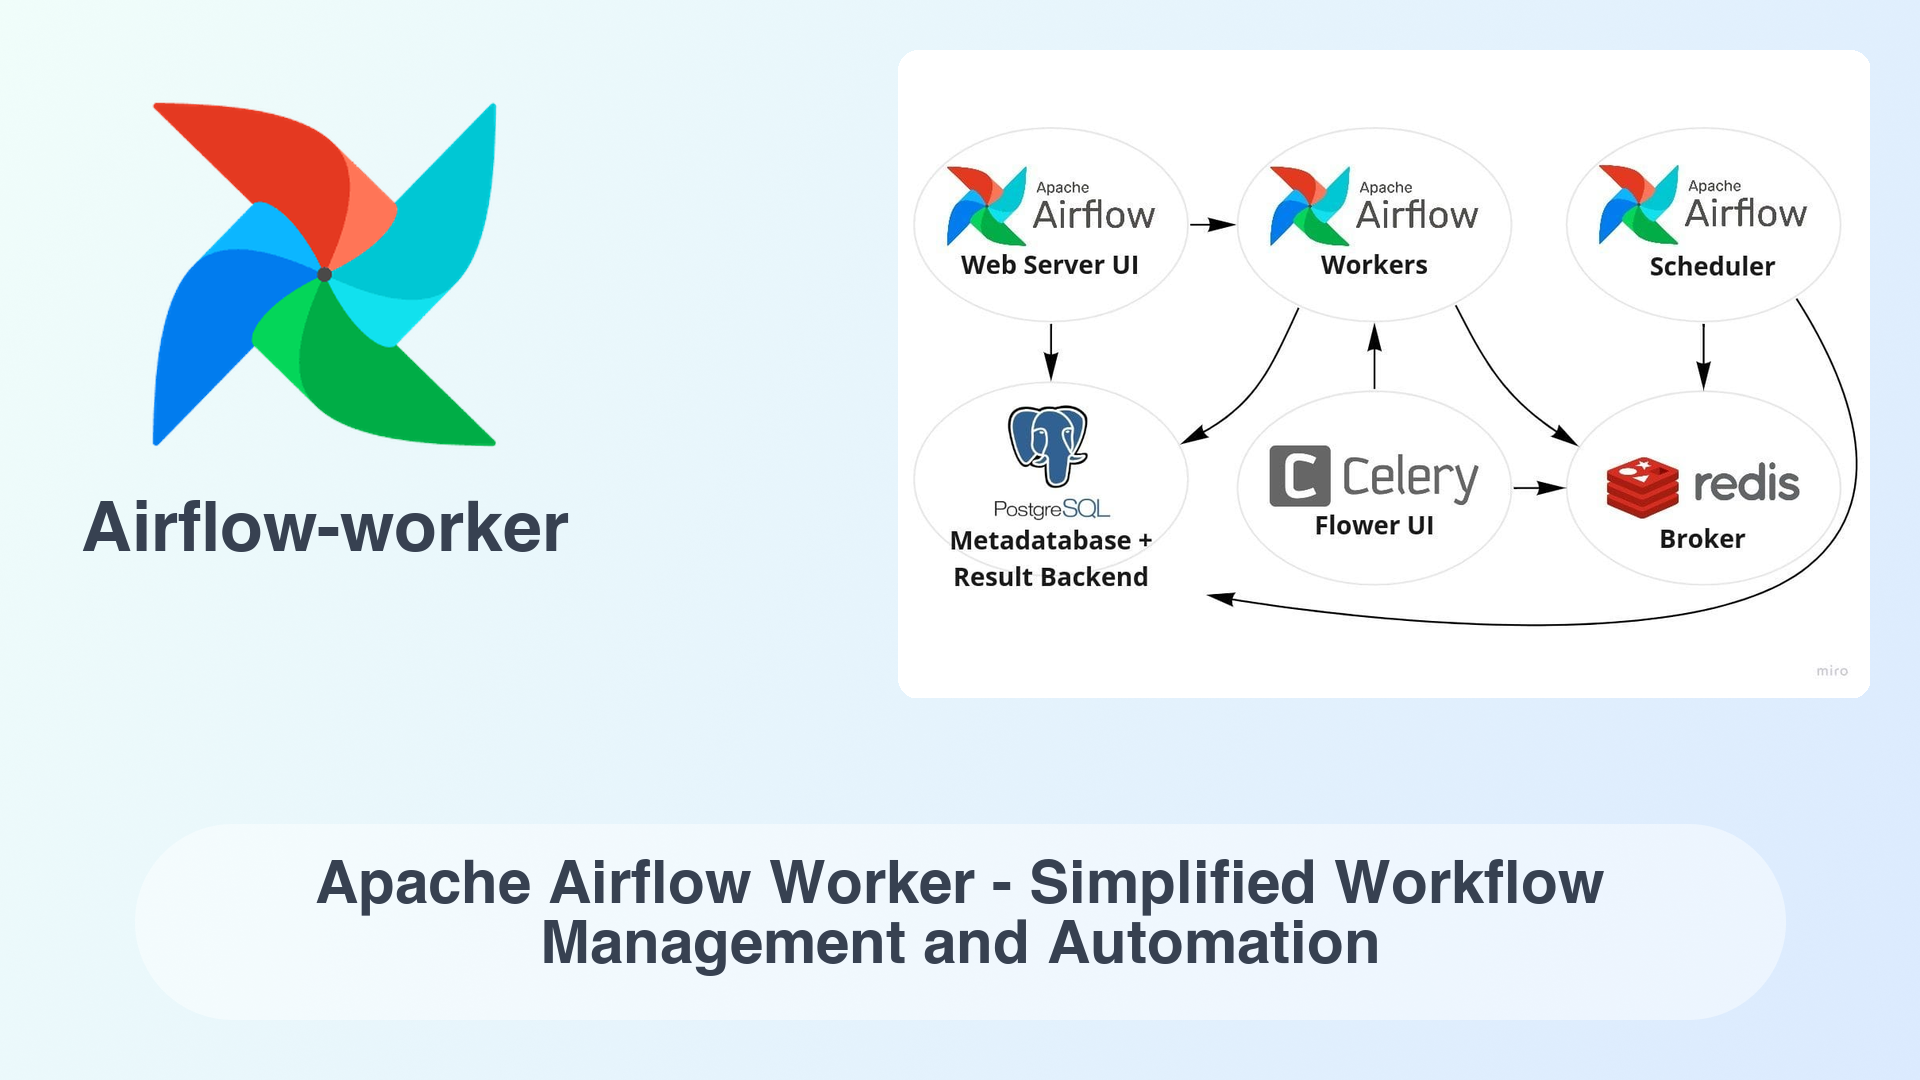 Airflow-worker
Apache
Airflow
Web Server UI
Apache
Airflow
Workers
Apache
Airflow
Scheduler
PostgreSQL
Metadatabase +
Result Backend
C Celery
Flower UI
redis
Broker
miro
Apache Airflow Worker - Simplified Workflow
Management and Automation